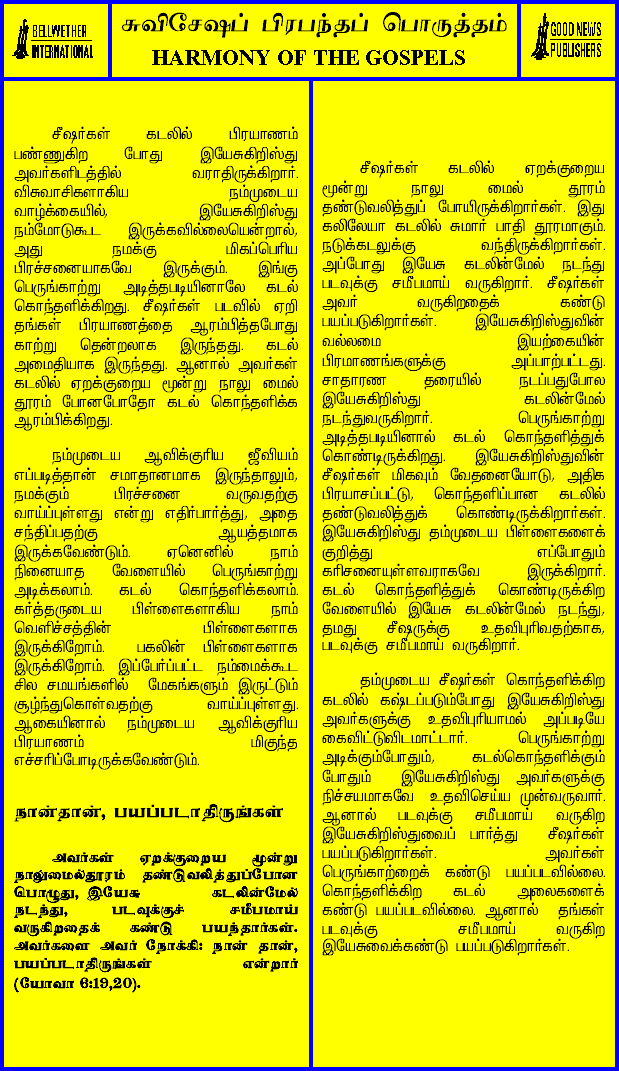 BELLWETHER
INTERNATIONAL
சுவிசேஷப் பிரபந்தப் பொருத்தம்
HARMONY OF THE GOSPELS
GOOD NEWS
PUBLISHERS
சீஷர்கள் கடலில் பிரயாணம்
பண்ணுகிற போது இயேசுகிறிஸ்து
அவர்களிடத்தில் வராதிருக்கிறார்.
விசுவாசிகளாகிய நம்முடைய
வாழ்க்கையில், இயேசுகிறிஸ்து
நம்மோடுகூட இருக்கவில்லையென்றால்,
அது நமக்கு மிகப்பெரிய
பிரச்சனையாகவே இருக்கும். இங்கு
பெருங்காற்று அடித்தபடியினாலே கடல்
கொந்தளிக்கிறது. சீஷர்கள் படவில் ஏறி
தங்கள் பிரயாணத்தை ஆரம்பித்தபோது
காற்று தென்றலாக இருந்தது. கடல்
அமைதியாக இருந்தது. ஆனால் அவர்கள்
கடலில் ஏறக்குறைய மூன்று நாலு மைல்
தூரம் போனபோதோ கடல் கொந்தளிக்க
ஆரம்பிக்கிறது.
நம்முடைய ஆவிக்குரிய ஜீவியம்
எப்படித்தான் சமாதானமாக இருந்தாலும்,
நமக்கும் பிரச்சனை வருவதற்கு
வாய்ப்புள்ளது என்று எதிர்பார்த்து, அதை
சந்திப்பதற்கு ஆயத்தமாக
இருக்கவேண்டும். ஏனெனில் நாம்
நினையாத வேளையில் பெருங்காற்று
அடிக்கலாம். கடல் கொந்தளிக்கலாம்.
கர்த்தருடைய பிள்ளைகளாகிய நாம்
வெளிச்சத்தின் பிள்ளைகளாக
இருக்கிறோம். பகலின் பிள்ளைகளாக
இருக்கிறோம். இப்பேர்ப்பட்ட நம்மைக்கூட
சில சமயங்களில் மேகங்களும் இருட்டும்
சூழ்ந்துகொள்வதற்கு வாய்ப்புள்ளது.
ஆகையினால் நம்முடைய ஆவிக்குரிய
பிரயாணம் மிகுந்த
எச்சரிப்போடிருக்கவேண்டும்.
நான்தான், பயப்படாதிருங்கள்
அவர்கள் ஏறக்குறைய மூன்று
நாலுமைல்தூரம் தண்டுவலித்துப்போன
பொழுது, இயேசு கடலின்மேல்
நடந்து, படவுக்குச் சமீபமாய்
வருகிறதைக் கண்டு பயந்தார்கள்.
அவர்களை அவர் நோக்கி: நான் தான்,
பயப்படாதிருங்கள் என்றார்
(யோவா 6:19,20).
சீஷர்கள் கடலில் ஏறக்குறைய
மூன்று நாலு மைல் தூரம்
தண்டுவலித்துப் போயிருக்கிறார்கள். இது
கலிலேயா கடலில் சுமார் பாதி தூரமாகும்.
நடுக்கடலுக்கு வந்திருக்கிறார்கள்.
அப்போது இயேசு கடலின்மேல் நடந்து
படவுக்கு சமீபமாய் வருகிறார். சீஷர்கள்
அவர் வருகிறதைக் கண்டு
பயப்படுகிறார்கள். இயேசுகிறிஸ்துவின்
வல்லமை இயற்கையின்
பிரமாணங்களுக்கு அப்பாற்பட்டது.
சாதாரண தரையில் நடப்பதுபோல
இயேசுகிறிஸ்து கடலின்மேல்
நடந்துவருகிறார். பெருங்காற்று
அடித்தபடியினால் கடல் கொந்தளித்துக்
கொண்டிருக்கிறது. இயேசுகிறிஸ்துவின்
சீஷர்கள் மிகவும் வேதனையோடு, அதிக
பிரயாசப்பட்டு, கொந்தளிப்பான கடலில்
தண்டுவலித்துக் கொண்டிருக்கிறார்கள்.
இயேசுகிறிஸ்து தம்முடைய பிள்ளைகளைக்
குறித்து எப்போதும்
கரிசனையுள்ளவராகவே இருக்கிறார்.
கடல் கொந்தளித்துக் கொண்டிருக்கிற
வேளையில் இயேசு கடலின்மேல் நடந்து,
தமது சீஷருக்கு உதவிபுரிவதற்காக,
படவுக்கு சமீபமாய் வருகிறார்.
தம்முடைய சீஷர்கள் கொந்தளிக்கிற
கடலில் கஷ்டப்படும்போது இயேசுகிறிஸ்து
அவர்களுக்கு உதவிபுரியாமல் அப்படியே
கைவிட்டுவிடமாட்டார். பெருங்காற்று
அடிக்கும்போதும், கடல்கொந்தளிக்கும்
போதும் இயேசுகிறிஸ்து அவர்களுக்கு
நிச்சயமாகவே உதவிசெய்ய முன்வருவார்.
ஆனால் படவுக்கு சமீபமாய் வருகிற
இயேசுகிறிஸ்துவைப் பார்த்து சீஷர்கள்
பயப்படுகிறார்கள். அவர்கள்
பெருங்காற்றைக் கண்டு பயப்படவில்லை.
கொந்தளிக்கிற கடல் அலைகளைக்
கண்டு பயப்படவில்லை. ஆனால் தங்கள்
படவுக்கு சமீபமாய் வருகிற
இயேசுவைக்கண்டு பயப்படுகிறார்கள்.